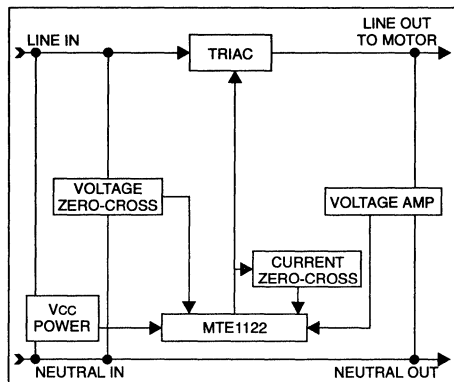 LINE IN
LINE OUT
TO MOTOR
TRIAC
VOLTAGE
ZERO-CROSS
VOLTAGE AMP
CURRENT
ZERO-CROSS
VCC
POWER
MTE1122
NEUTRAL IN
NEUTRAL OUT